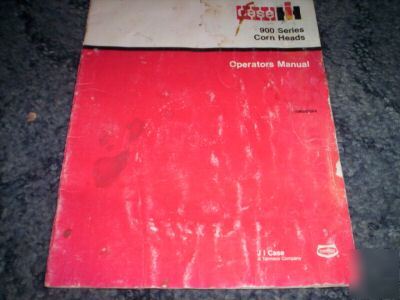 Case IH
900 Series
Corn Heads
Operators Manual
J I Case
A Tenneco Company